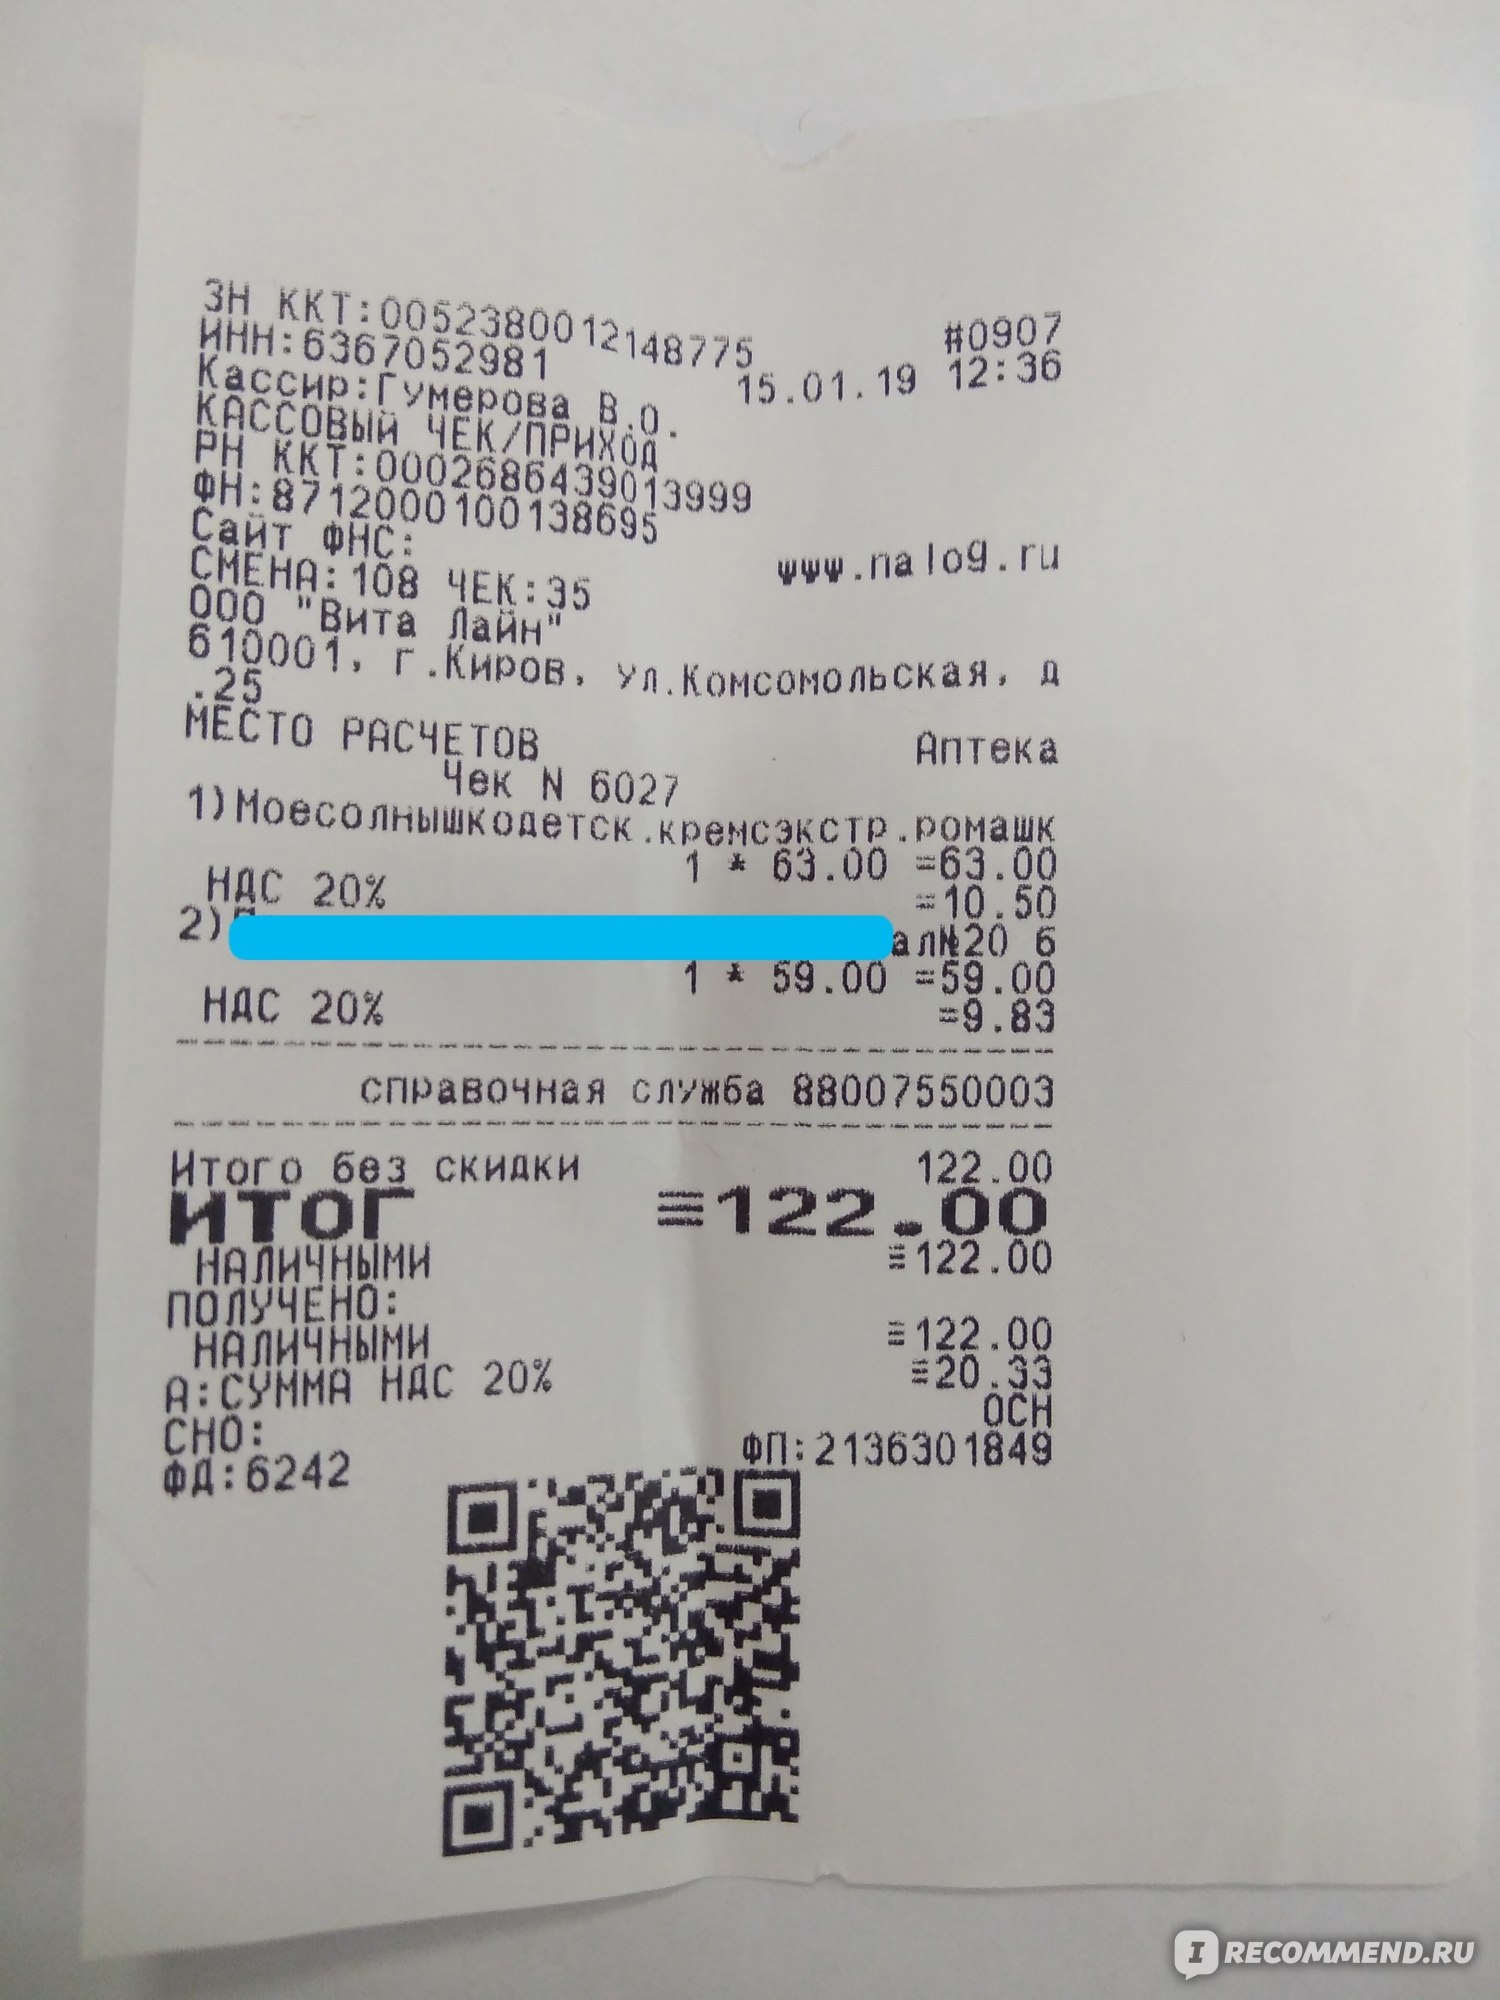 ЗН ККТ:0052380012148775 #0907
ИНН:6367052981 15.01.19 12:36
Кассир:Гумерова В.О.
КАССОВЫЙ ЧЕК/ПРИХОД
РН ККТ:0002686439013999
ФН:8712000100138695
Сайт ФНС: www.nalog.ru
СМЕНА:108 ЧЕК:35
ООО "Вита Лайн"
610001, г.Киров, ул.Комсомольская, д
.25
МЕСТО РАСЧЕТОВ Аптека
Чек N 6027
1)Моесолнышкодетск.кремсэкстр.ромашк
1 * 63.00 =63.00
НДС 20% =10.50
2) ал№20 6
1 * 59.00 =59.00
НДС 20% =9.83
справочная служба 88007550003
Итого без скидки 122.00
ИТОГ ≡122.00
НАЛИЧНЫМИ ≡122.00
ПОЛУЧЕНО:
НАЛИЧНЫМИ ≡122.00
А:СУММА НДС 20% ≡20.33
СНО: ОСН
ФД:6242 ФП:2136301849
I RECOMMEND.RU